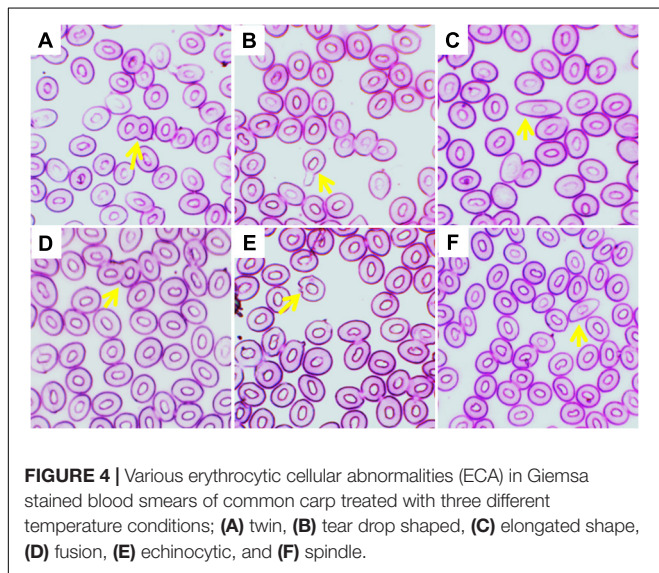 A B C
D E F
FIGURE 4 | Various erythrocytic cellular abnormalities (ECA) in Giemsa
stained blood smears of common carp treated with three different
temperature conditions; (A) twin, (B) tear drop shaped, (C) elongated shape,
(D) fusion, (E) echinocytic, and (F) spindle.